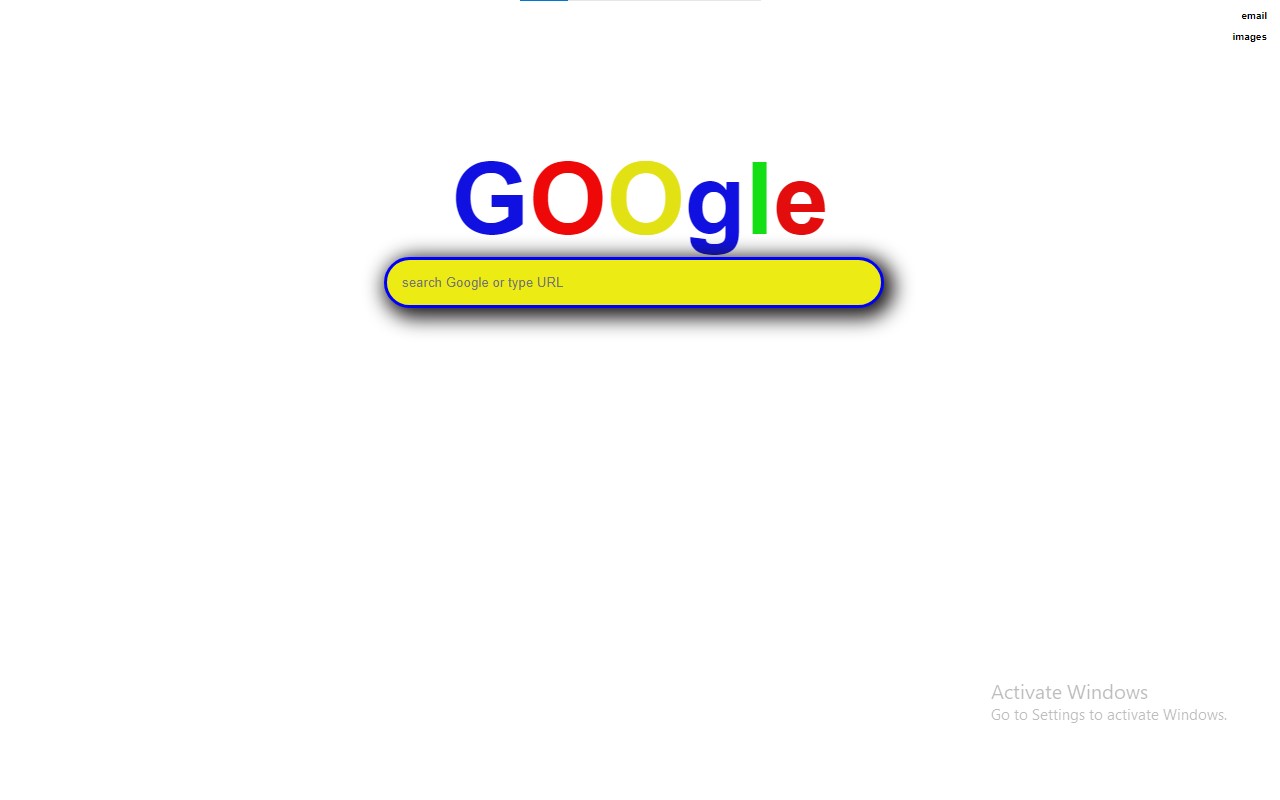 email
images
GOOgle
search Google or type URL
Activate Windows
Go to Settings to activate Windows.